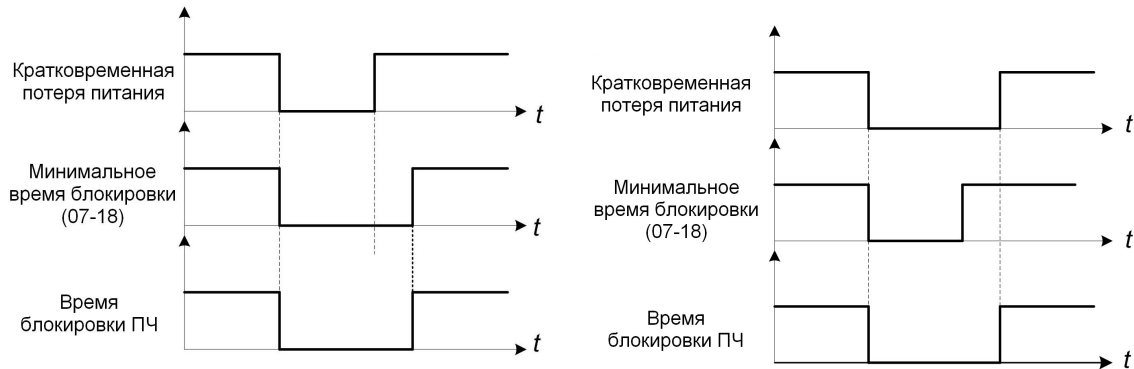 Кратковременная
потеря питания
t
Минимальное
время блокировки
(07-18)
t
Время
блокировки ПЧ
t
Кратковременная
потеря питания
t
Минимальное
время блокировки
(07-18)
t
Время
блокировки ПЧ
t